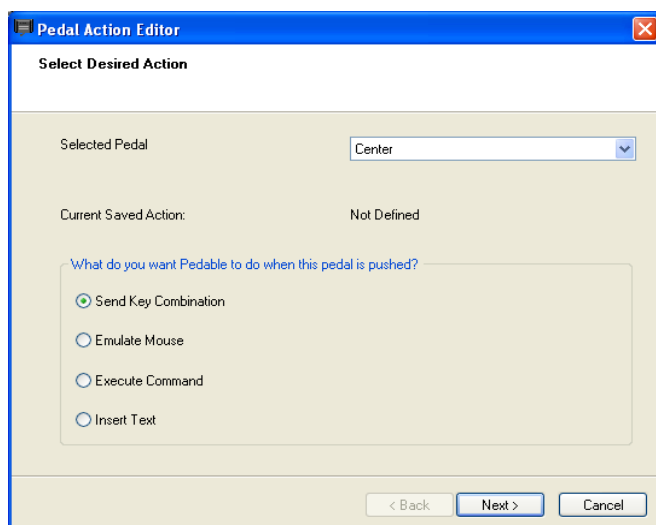 Pedal Action Editor
Select Desired Action
Selected Pedal
Center
Current Saved Action:
Not Defined
What do you want Pedable to do when this pedal is pushed?
Send Key Combination
Emulate Mouse
Execute Command
Insert Text
< Back
Next >
Cancel